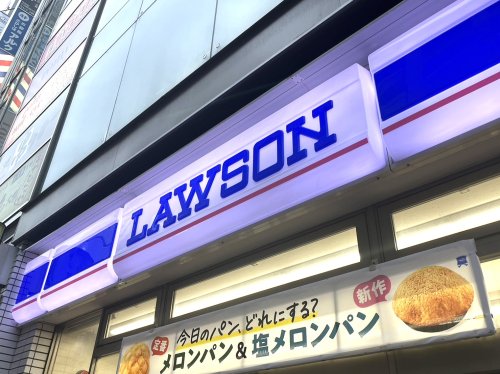 LAWSON
今日のパン、どれにする?
定番
メロンパン&塩メロンパン
新作